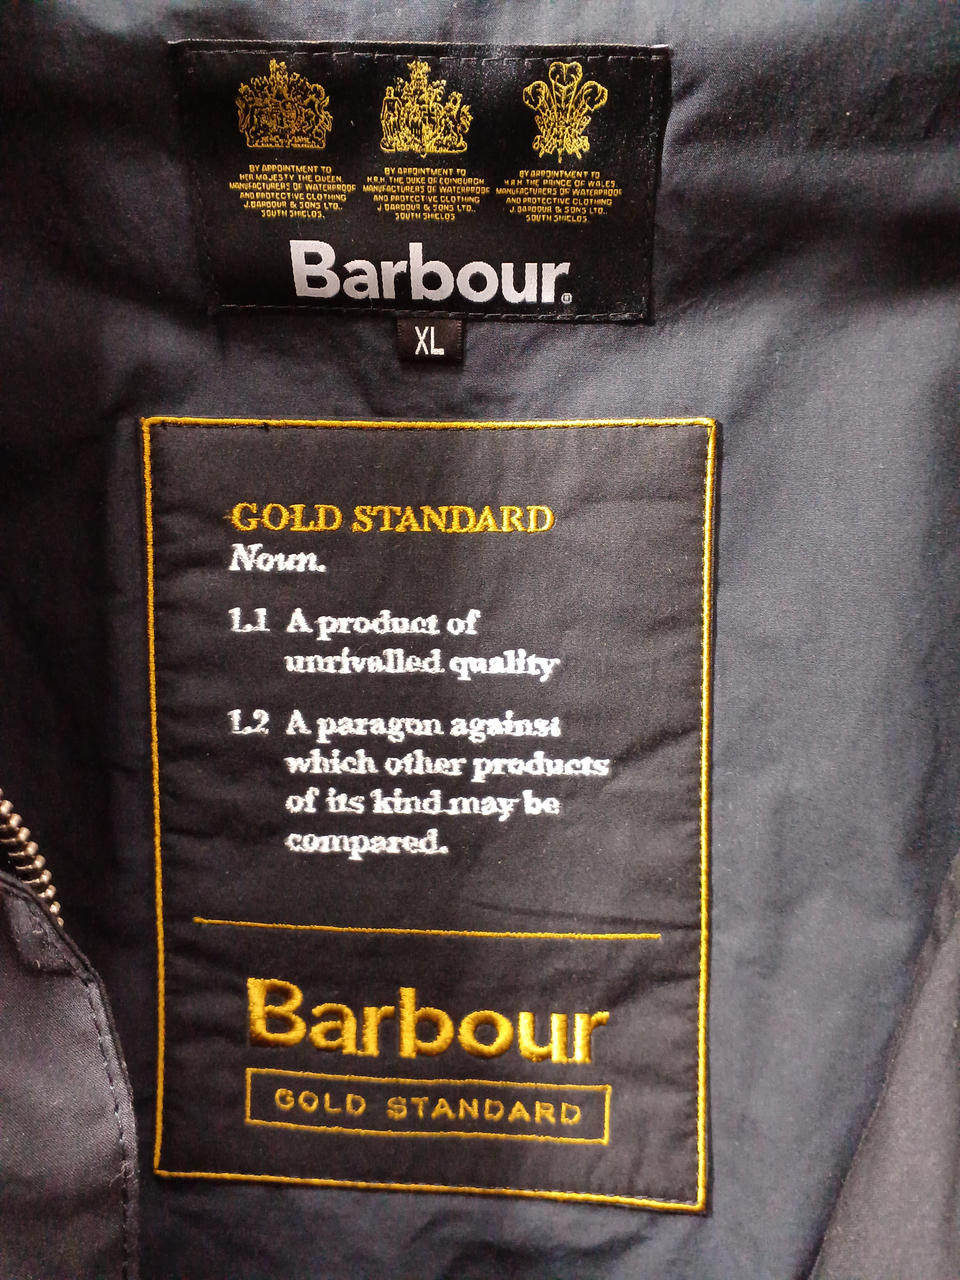 BY APPOINTMENT TO
HER MAJESTY THE QUEEN
MANUFACTURERS OF WATERPROOF
AND PROTECTIVE CLOTHING
J. BARBOUR & SONS LTD.,
SOUTH SHIELDS.
BY APPOINTMENT TO
H.R.H. THE DUKE OF EDINBURGH
MANUFACTURERS OF WATERPROOF
AND PROTECTIVE CLOTHING
J. BARBOUR & SONS LTD.,
SOUTH SHIELDS.
BY APPOINTMENT TO
H.R.H. THE PRINCE OF WALES
MANUFACTURERS OF WATERPROOF
AND PROTECTIVE CLOTHING
J. BARBOUR & SONS LTD.,
SOUTH SHIELDS.
Barbour®
XL
GOLD STANDARD
Noun.
1.1 A product of
unrivalled quality
1.2 A paragon against
which other products
of its kind may be
compared.
Barbour
GOLD STANDARD